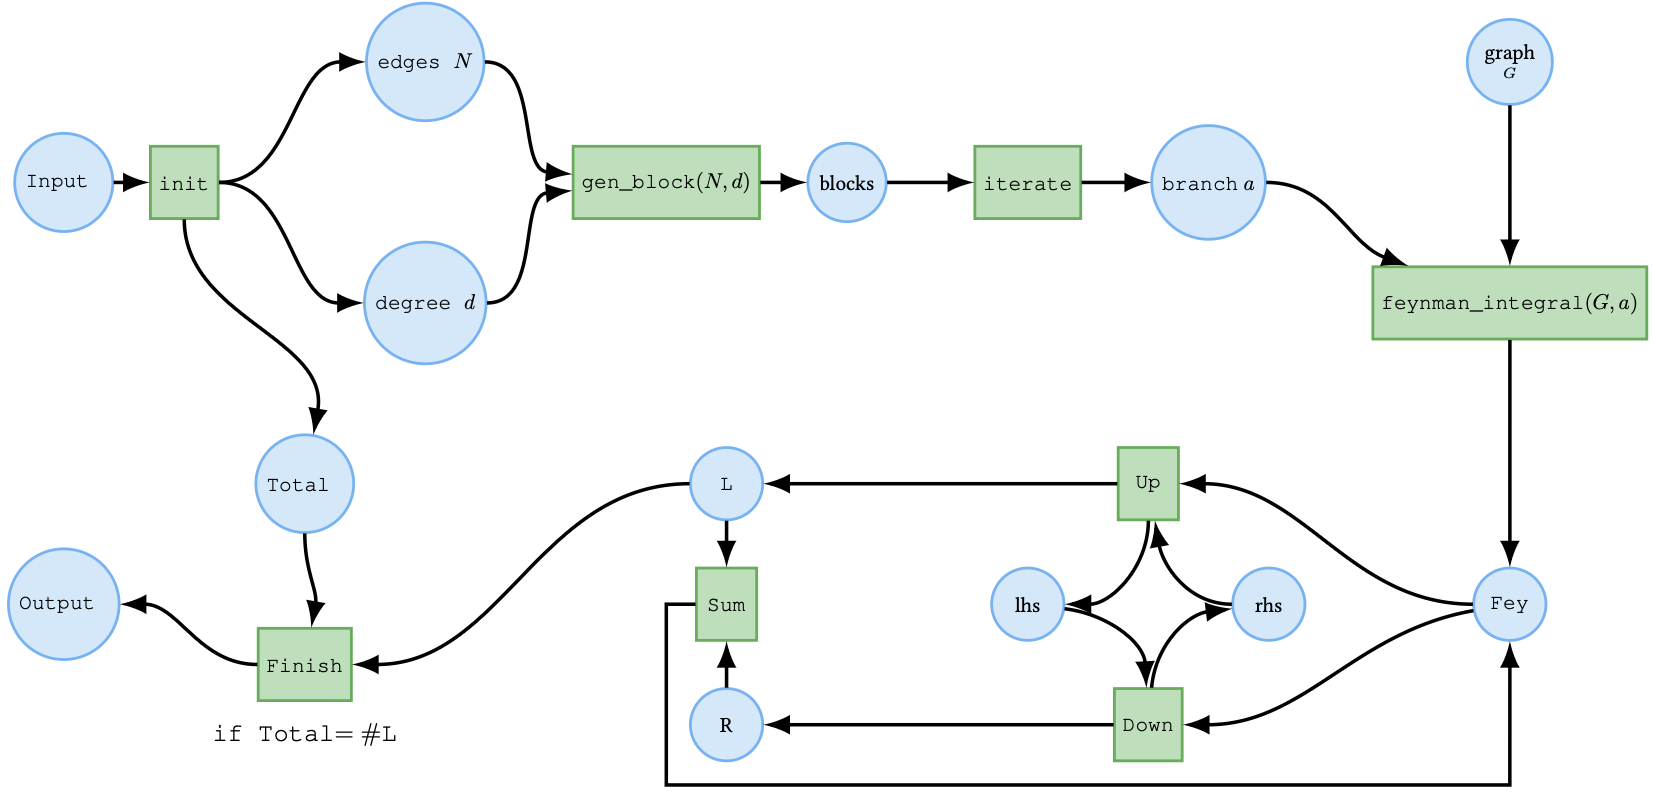 edges N
graph
G
Input
init
gen_block(N, d)
blocks
iterate
branch a
degree d
feynman_integral(G, a)
Total
L
Up
Output
Sum
lhs
rhs
Fey
Finish
R
Down
if Total= #L